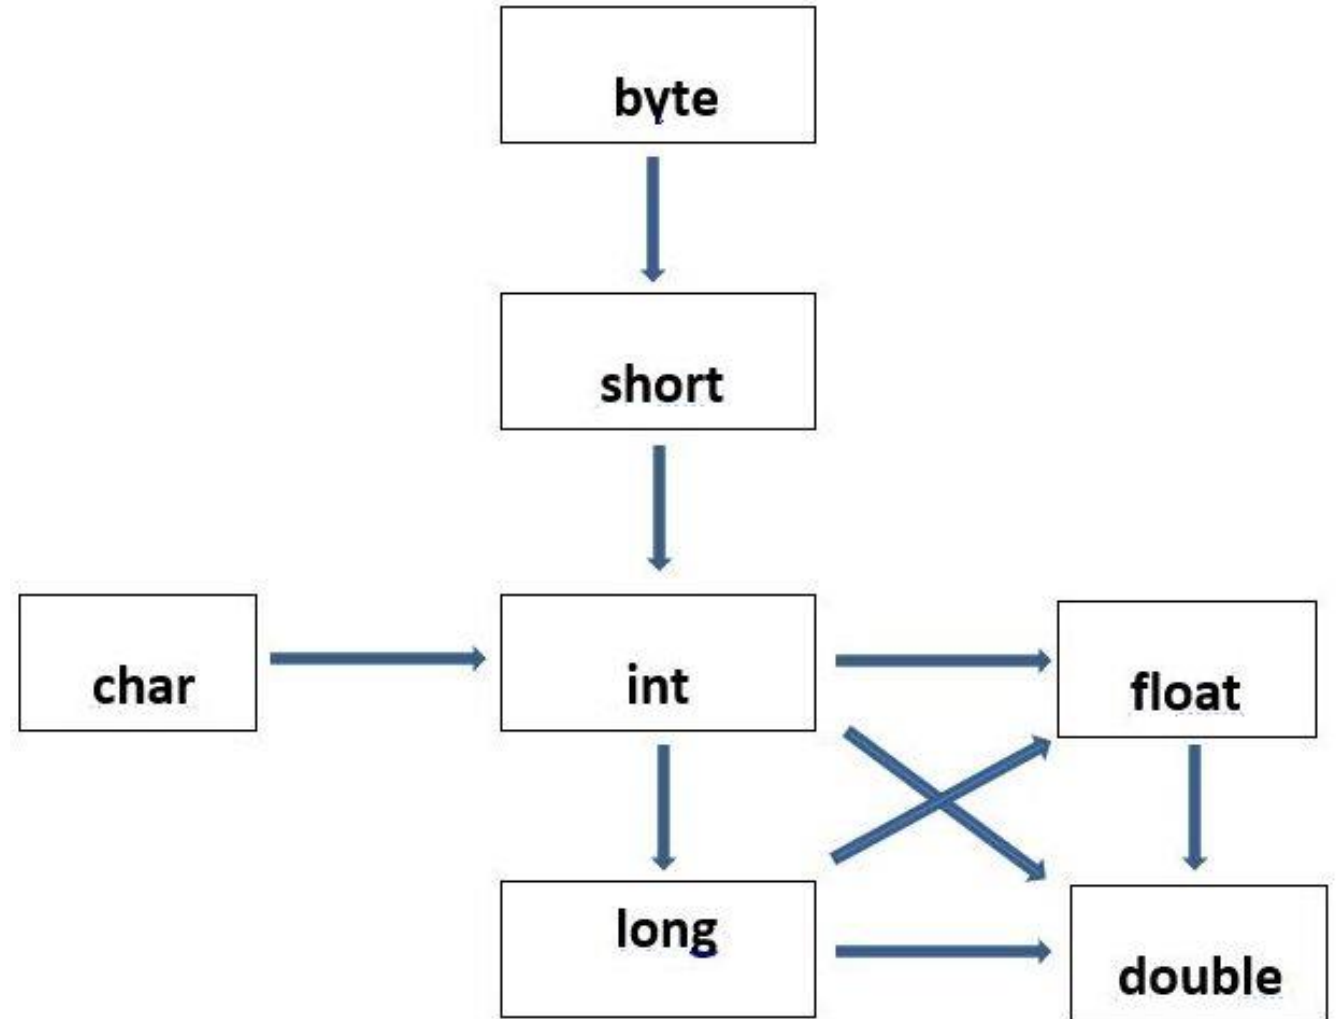 byte
short
char
int
float
long
double